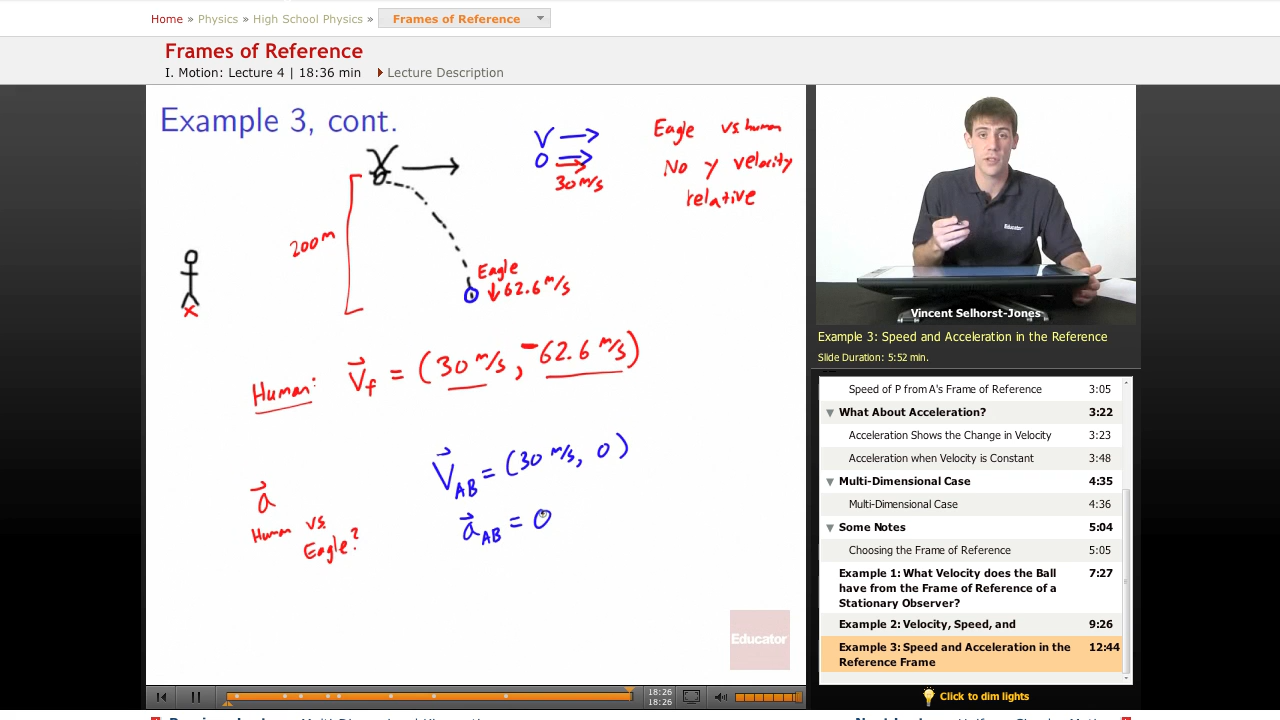 Home » Physics » High School Physics » Frames of Reference
Frames of Reference
I. Motion: Lecture 4 | 18:36 min Lecture Description
Example 3, cont.
V
O
30 m/s
Eagle vs human
No y velocity
relative
200m
Eagle
↓62.6 m/s
Human: Vf = (30 m/s, -62.6 m/s)
VAB = (30 m/s, 0)
a
Human vs.
Eagle?
aAB = 0
Educator
18:26
18:26
Educator
Vincent Selhorst-Jones
Example 3: Speed and Acceleration in the Reference
Slide Duration: 5:52 min.
Speed of P from A's Frame of Reference 3:05
What About Acceleration? 3:22
Acceleration Shows the Change in Velocity 3:23
Acceleration when Velocity is Constant 3:48
Multi-Dimensional Case 4:35
Multi-Dimensional Case 4:36
Some Notes 5:04
Choosing the Frame of Reference 5:05
Example 1: What Velocity does the Ball 7:27
have from the Frame of Reference of a
Stationary Observer?
Example 2: Velocity, Speed, and 9:26
Example 3: Speed and Acceleration in the 12:44
Reference Frame
Click to dim lights